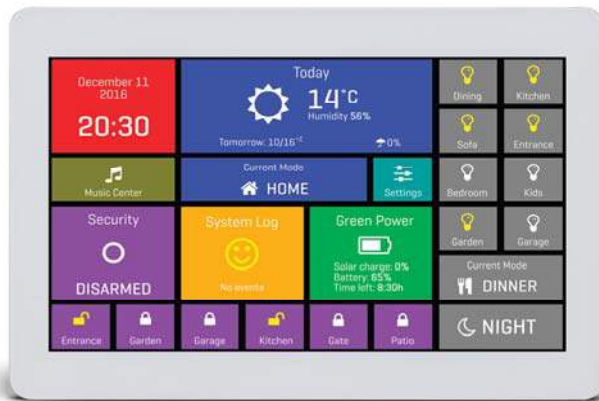 December 11
2016
20:30
Today
14°C
Humidity 56%
Tomorrow: 10/16°C
0%
Dining
Kitchen
Sofa
Entrance
Music Center
Current Mode
HOME
Settings
Bedroom
Kids
Security
DISARMED
System Log
No events
Green Power
Solar charge: 0%
Battery: 65%
Time left: 8:30h
Garden
Garage
Current Mode
DINNER
Entrance
Garden
Garage
Kitchen
Gate
Patio
NIGHT